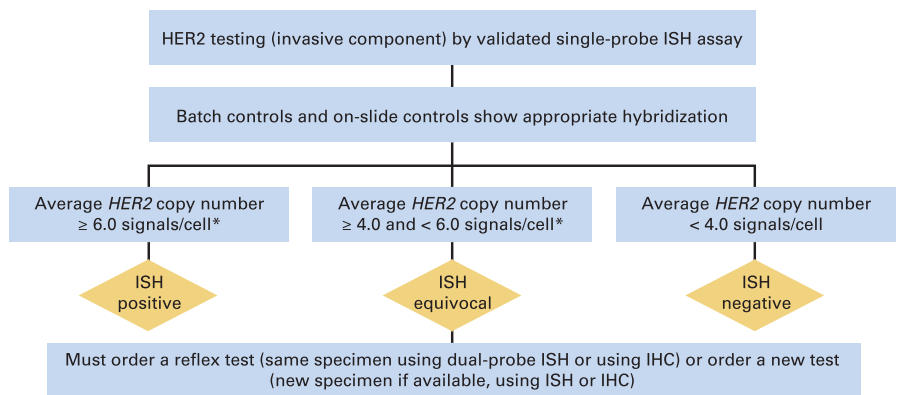 HER2 testing (invasive component) by validated single-probe ISH assay
Batch controls and on-slide controls show appropriate hybridization
Average HER2 copy number
≥ 6.0 signals/cell*
Average HER2 copy number
≥ 4.0 and < 6.0 signals/cell*
Average HER2 copy number
< 4.0 signals/cell
ISH
positive
ISH
equivocal
ISH
negative
Must order a reflex test (same specimen using dual-probe ISH or using IHC) or order a new test
(new specimen if available, using ISH or IHC)